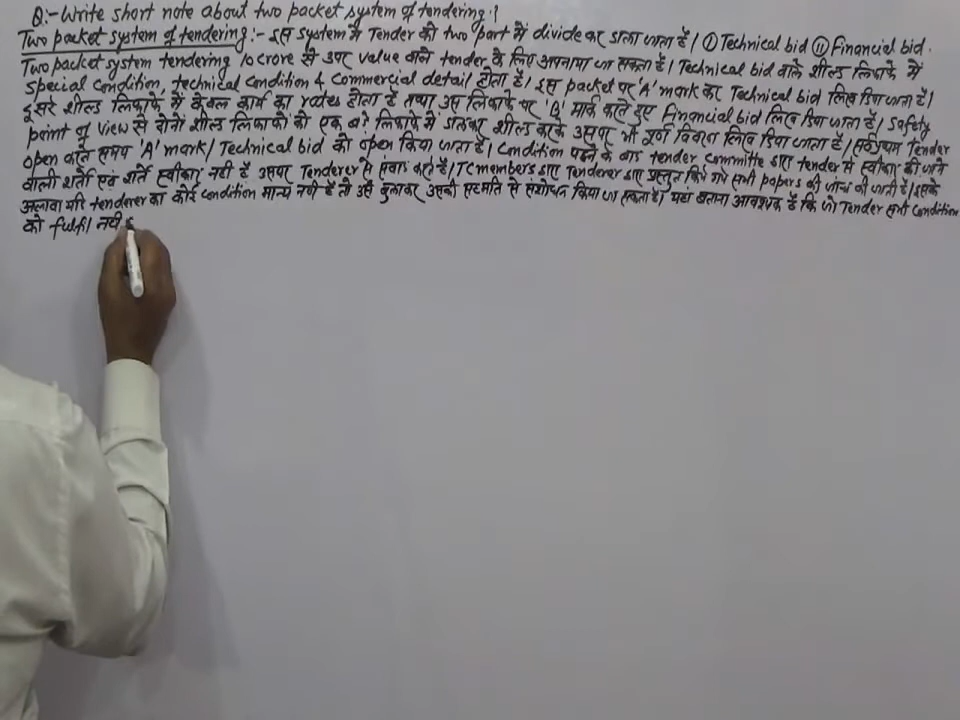 Q:- Write short note about two packet system of tendering?
Two packet system of tendering:- इस system में Tender को two part में divide कर डाला जाता है। (i) Technical bid (ii) Financial bid.
Two packet system tendering 10 crore से उपर value वाले tender के लिए अपनाया जा सकता है। Technical bid वाले शील्ड लिफाफे में
special condition, technical condition & commercial detail होता है। इस packet पर 'A' mark कर Technical bid लिख दिया जाता है।
दूसरे शील्ड लिफाफे में केवल कार्य का rates होता है तथा उस लिफाफे पर 'B' मार्क करते हुए Financial bid लिख दिया जाता है। Safety
point of view से दोनों शील्ड लिफाफों को एक बड़े लिफाफे में डालकर शील्ड करके उसपर भी पूर्ण विवरण लिख दिया जाता है। सर्वप्रथम Tender
open करते समय 'A' mark/Technical bid को open किया जाता है। Condition पढ़ने के बाद tender committe द्वारा tender में स्वीकार की जाने
वाली शर्तों एवं शर्तें स्वीकार नहीं है उसपर Tenderer से संवाद करते है। TC members द्वारा Tenderer द्वारा प्रस्तुत किये गये सभी papers की जांच की जाती है। इसके
अलावा यदि tenderer का कोई condition मान्य नहीं है तो उसे बुलाकर उसकी सहमति से संशोधन किया जा सकता है। यहां बताना आवश्यक है कि जो Tender सभी condition
को fulfil नहीं